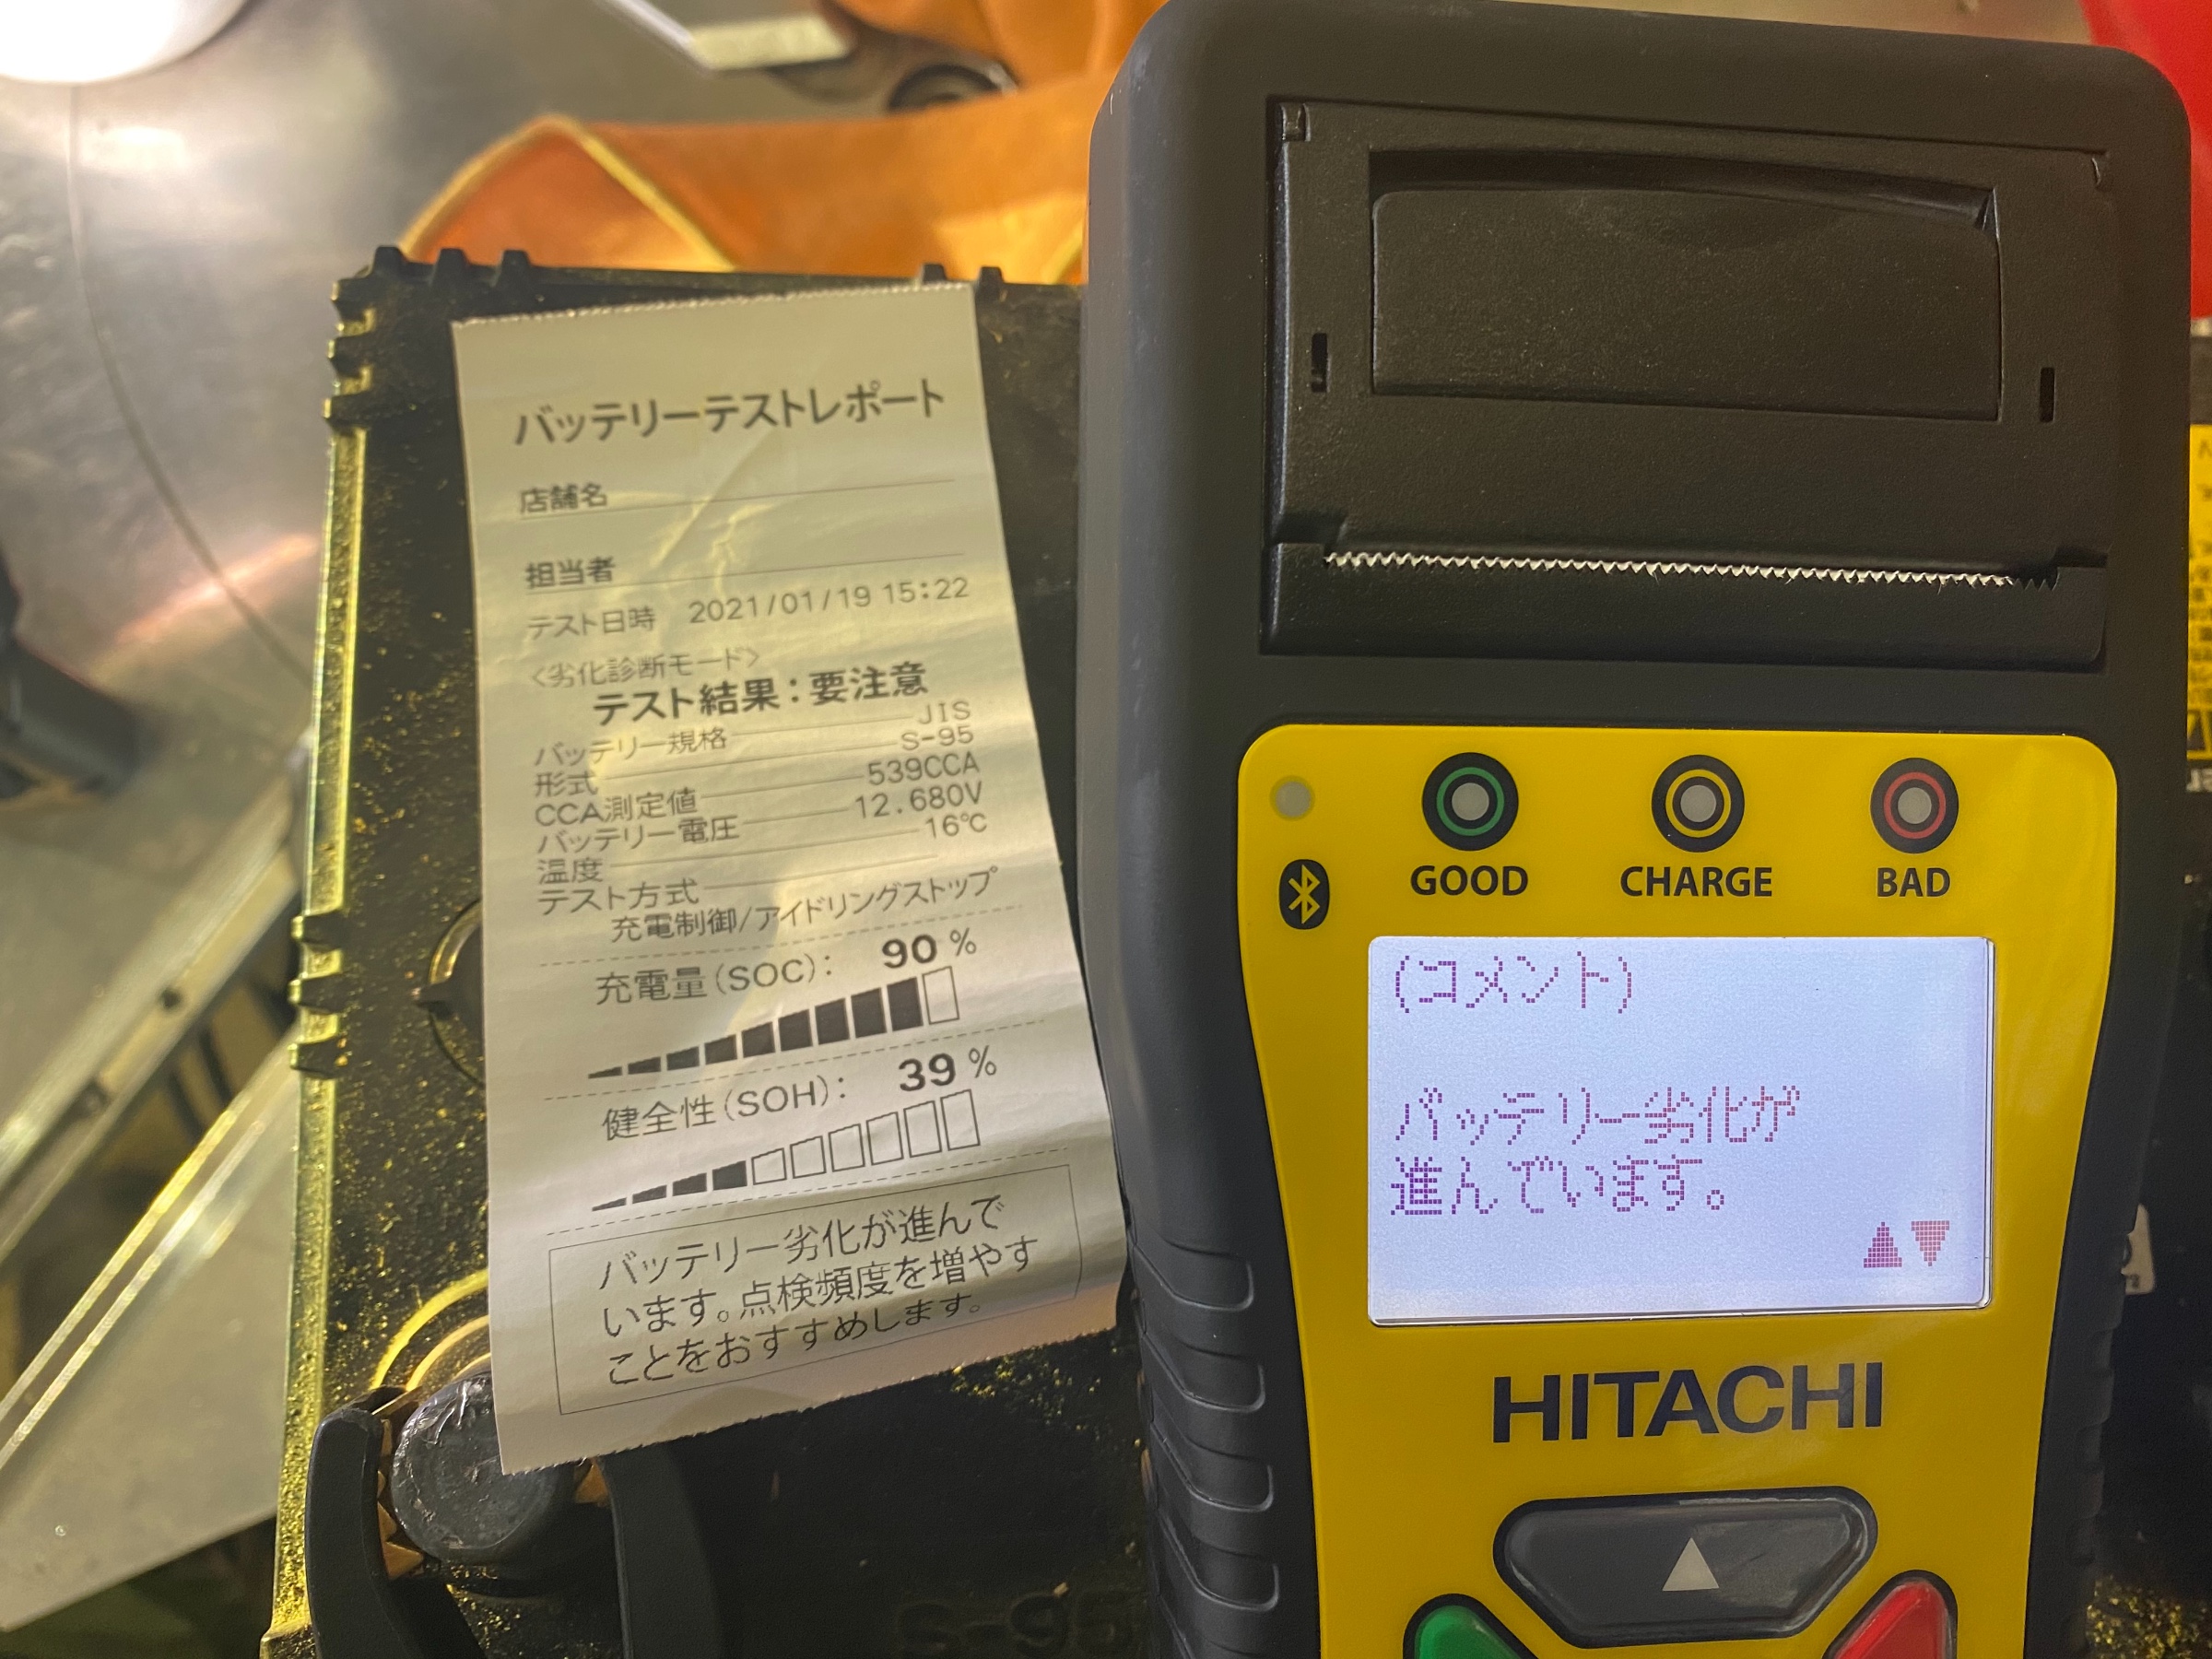 バッテリーテストレポート
店舗名
担当者
テスト日時 2021/01/19 15:22
<劣化診断モード>
テスト結果:要注意
バッテリー規格 JIS
形式 S-95
CCA測定値 539CCA
バッテリー電圧 12.680V
温度 16℃
テスト方式
充電制御/アイドリングストップ
充電量(SOC): 90 %
健全性(SOH): 39 %
バッテリー劣化が進んで
います。点検頻度を増やす
ことをおすすめします。
S-95
GOOD CHARGE BAD
(コメント)
バッテリー劣化が
進んでいます。
HITACHI